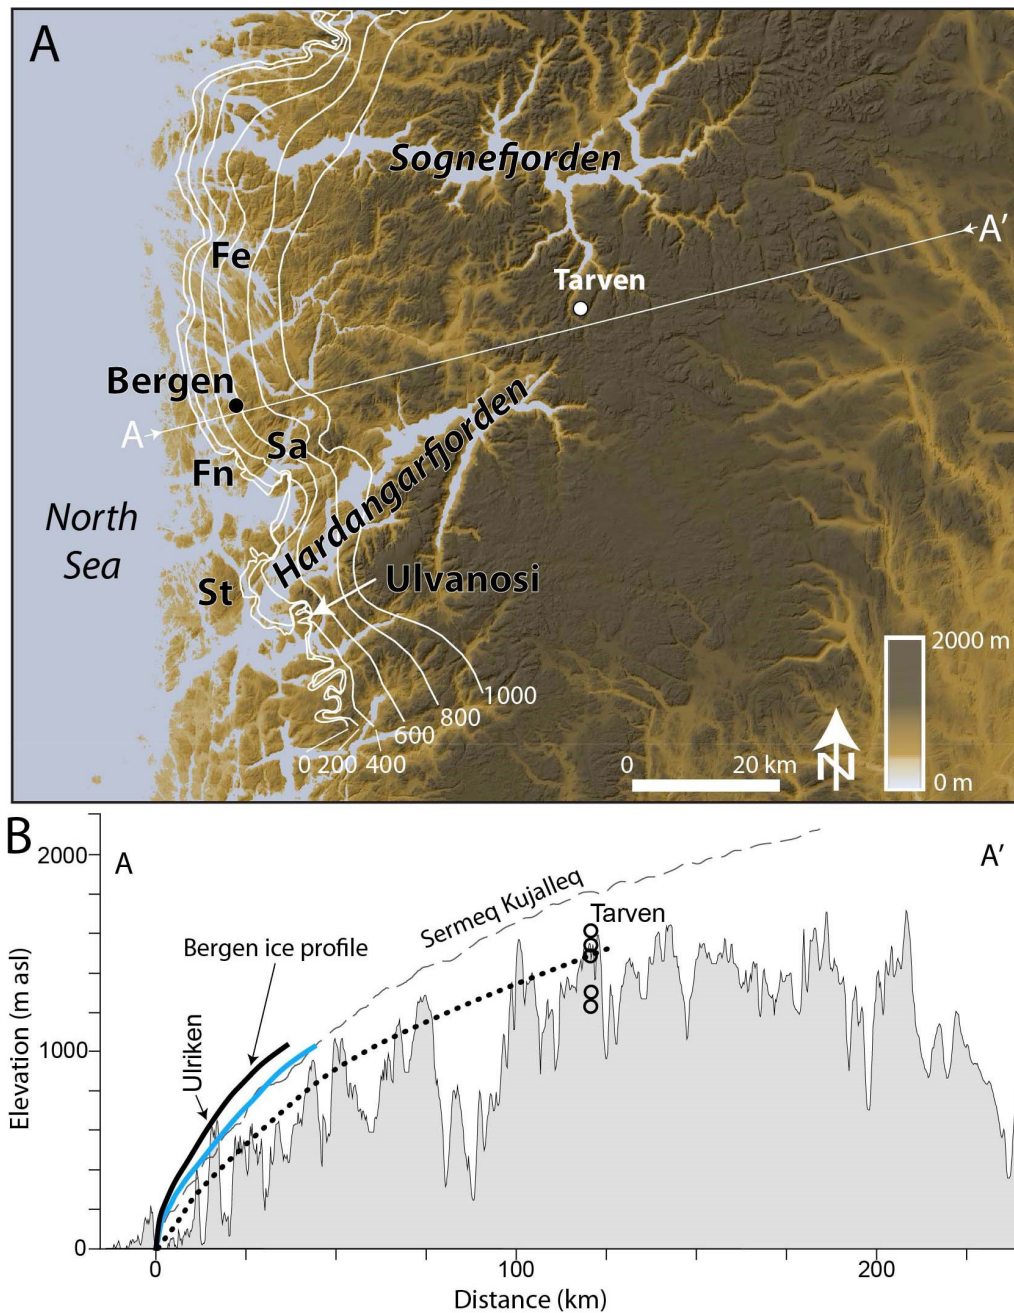 A
Sognefjorden
A'
Fe
Tarven
Bergen
A
Sa
Fn
Hardangarfjorden
North
Sea
St
Ulvanosi
2000 m
1000
800
600
0 200 400
0 20 km
N
0 m
B
A
A'
2000
Sermeq Kujalleq
Tarven
Bergen ice profile
Elevation (m asl)
Ulriken
1000
0
0 100 200
Distance (km)